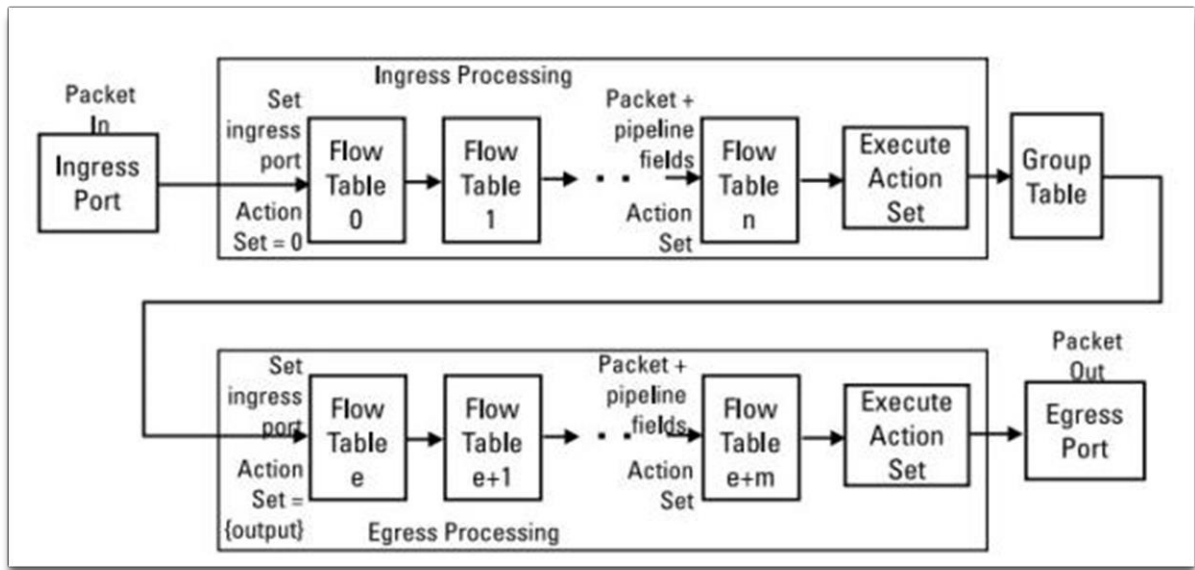 Ingress Processing
Packet
In
Ingress
Port
Set
ingress
port
Action
Set = 0
Flow
Table
0
Flow
Table
1
Packet +
pipeline
fields
Action
Set
Flow
Table
n
Execute
Action
Set
Group
Table
Set
ingress
port
Action
Set =
{output}
Flow
Table
e
Flow
Table
e+1
Packet +
pipeline
fields
Action
Set
Flow
Table
e+m
Execute
Action
Set
Packet
Out
Egress
Port
Egress Processing